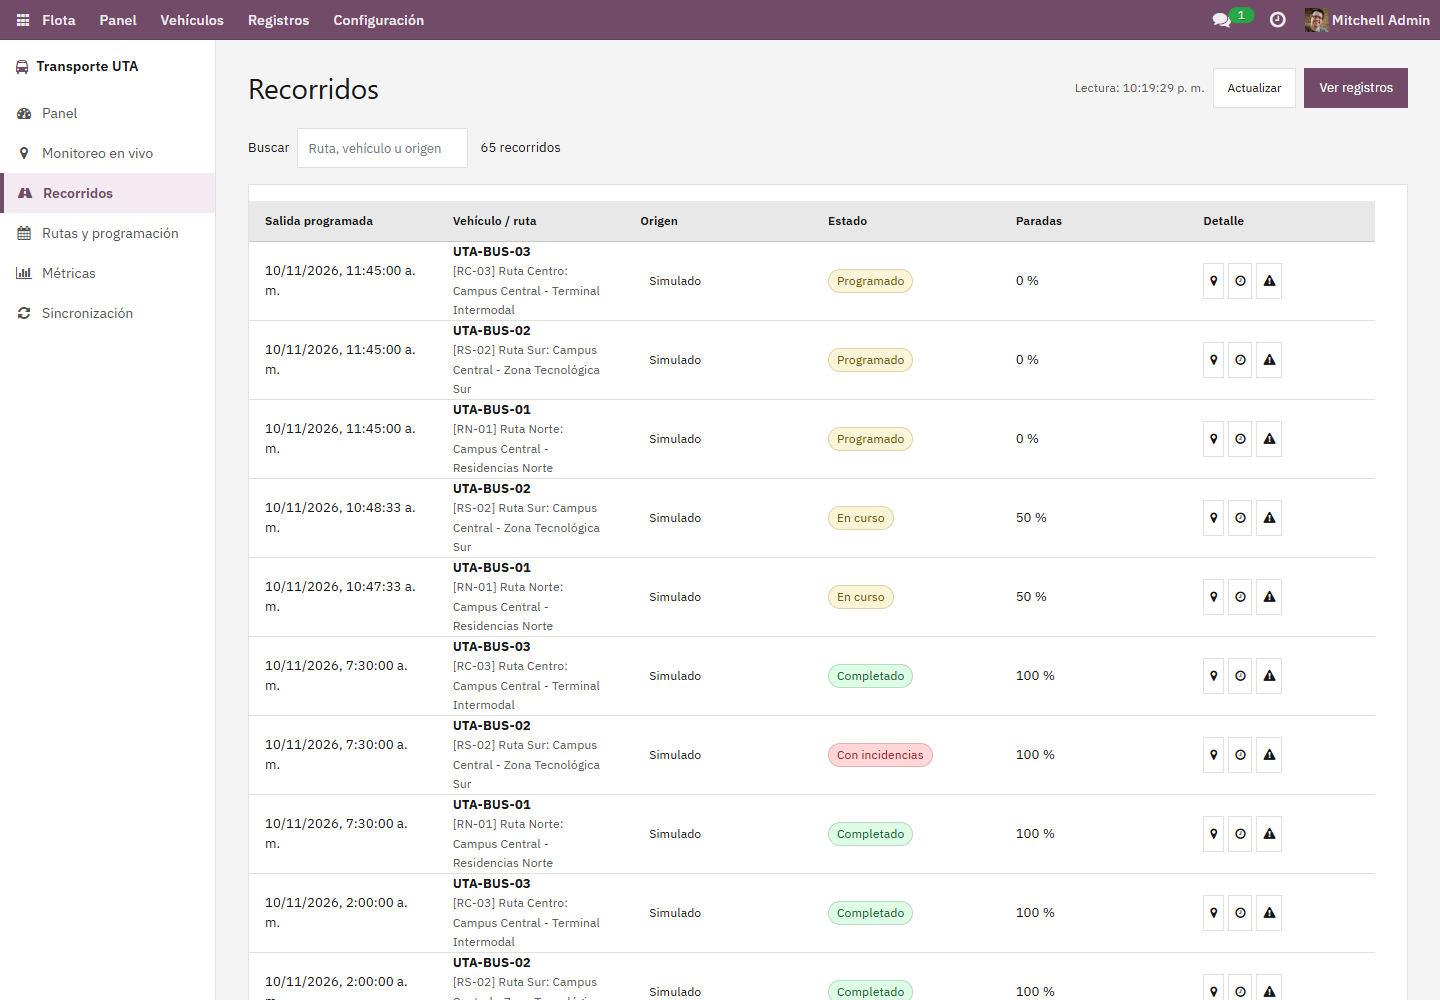 Flota Panel Vehículos Registros Configuración 1 Mitchell Admin
Transporte UTA
Panel
Monitoreo en vivo
Recorridos
Rutas y programación
Métricas
Sincronización
Recorridos
Lectura: 10:19:29 p. m. Actualizar Ver registros
Buscar Ruta, vehículo u origen 65 recorridos
Salida programada Vehículo / ruta Origen Estado Paradas Detalle
10/11/2026, 11:45:00 a.
m.
UTA-BUS-03
[RC-03] Ruta Centro:
Campus Central - Terminal
Intermodal
Simulado Programado 0 %
10/11/2026, 11:45:00 a.
m.
UTA-BUS-02
[RS-02] Ruta Sur: Campus
Central - Zona Tecnológica
Sur
Simulado Programado 0 %
10/11/2026, 11:45:00 a.
m.
UTA-BUS-01
[RN-01] Ruta Norte:
Campus Central -
Residencias Norte
Simulado Programado 0 %
10/11/2026, 10:48:33 a.
m.
UTA-BUS-02
[RS-02] Ruta Sur: Campus
Central - Zona Tecnológica
Sur
Simulado En curso 50 %
10/11/2026, 10:47:33 a.
m.
UTA-BUS-01
[RN-01] Ruta Norte:
Campus Central -
Residencias Norte
Simulado En curso 50 %
10/11/2026, 7:30:00 a.
m.
UTA-BUS-03
[RC-03] Ruta Centro:
Campus Central - Terminal
Intermodal
Simulado Completado 100 %
10/11/2026, 7:30:00 a.
m.
UTA-BUS-02
[RS-02] Ruta Sur: Campus
Central - Zona Tecnológica
Sur
Simulado Con incidencias 100 %
10/11/2026, 7:30:00 a.
m.
UTA-BUS-01
[RN-01] Ruta Norte:
Campus Central -
Residencias Norte
Simulado Completado 100 %
10/11/2026, 2:00:00 a.
m.
UTA-BUS-03
[RC-03] Ruta Centro:
Campus Central - Terminal
Intermodal
Simulado Completado 100 %
10/11/2026, 2:00:00 a.
UTA-BUS-02
[RS-02] Ruta Sur: Campus
Simulado Completado 100 %